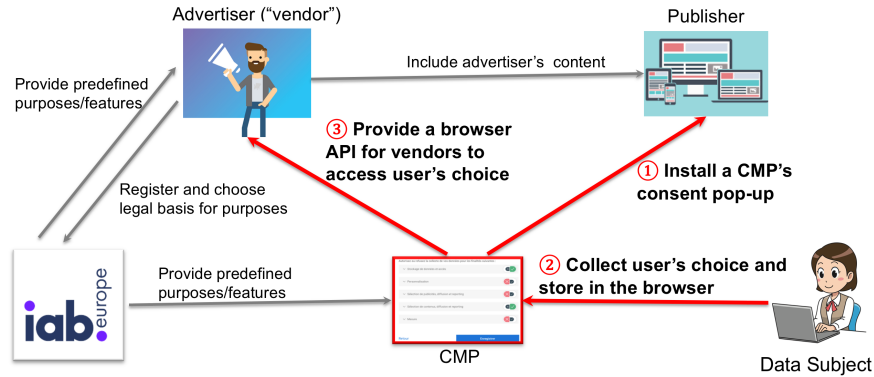 Advertiser (“vendor”)
Publisher
Provide predefined
purposes/features
Include advertiser’s content
③ Provide a browser
API for vendors to
access user’s choice
① Install a CMP’s
consent pop-up
Register and choose
legal basis for purposes
iab.
europe
Provide predefined
purposes/features
② Collect user’s choice and
store in the browser
CMP
Data Subject